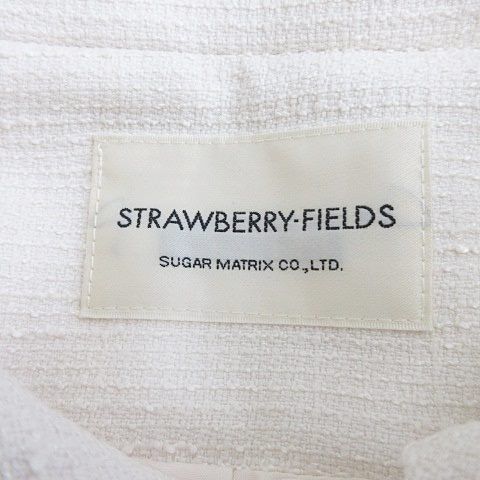 STRAWBERRY-FIELDS
SUGAR MATRIX CO.,LTD.